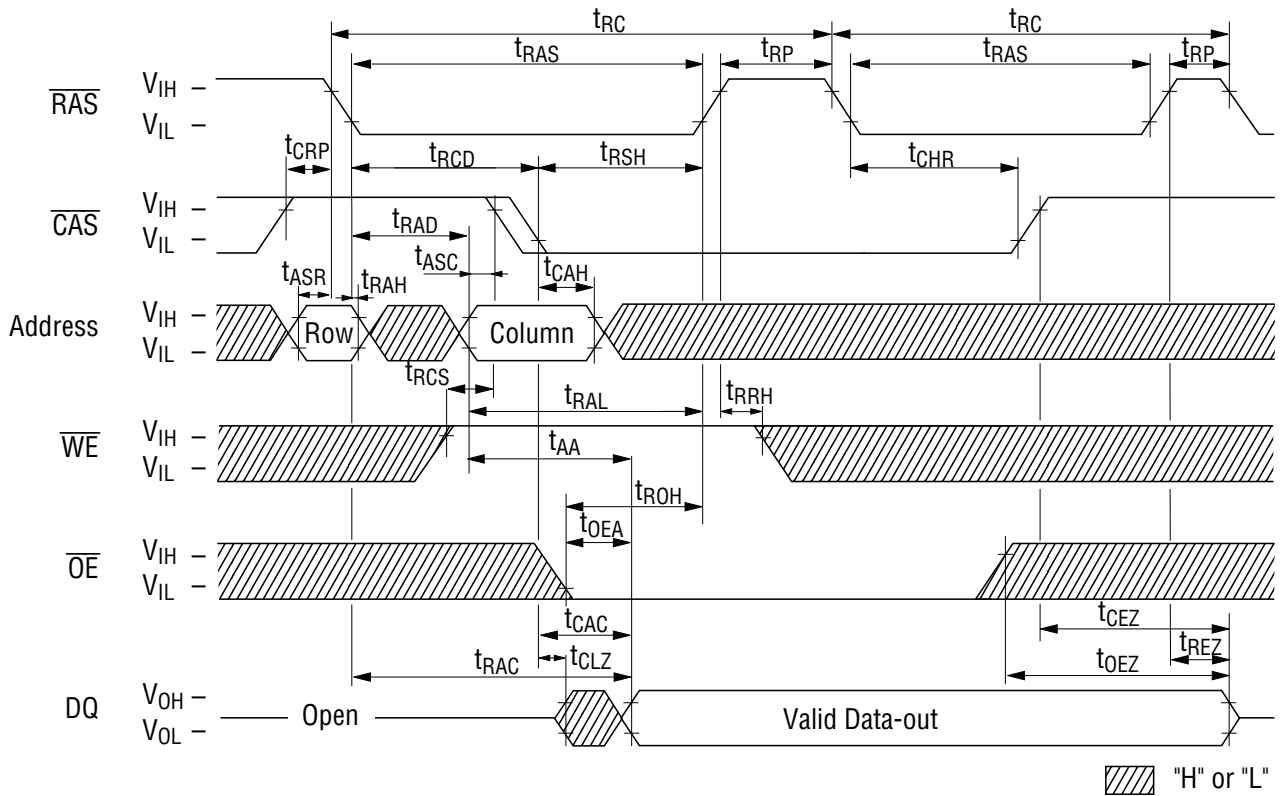 tRC tRC
tRAS tRP tRAS tRP
RAS VIH
VIL
tCRP tRCD tRSH tCHR
CAS VIH
VIL
tRAD
tASC tCAH
tASR tRAH
Address VIH
VIL
Row Column
tRCS tRAL tRRH
WE VIH
VIL
tAA
tROH
tOEA
OE VIH
VIL
tCAC tCEZ
tRAC tCLZ tOEZ tREZ
DQ VOH
VOL
Open Valid Data-out
"H" or "L"